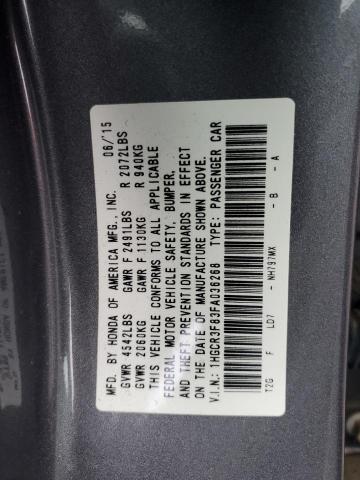 MFD. BY HONDA OF AMERICA MFG., INC. 06/15
GVWR 4542LBS GAWR F 2491LBS R 2072LBS
GVWR 2060KG GAWR F 1130KG R 940KG
THIS VEHICLE CONFORMS TO ALL APPLICABLE
FEDERAL MOTOR VEHICLE SAFETY, BUMPER,
AND THEFT PREVENTION STANDARDS IN EFFECT
ON THE DATE OF MANUFACTURE SHOWN ABOVE.
V.I.N: 1HGCR3F83FA036268 TYPE: PASSENGER CAR
T2G F LD7 - NH797MX - B - A